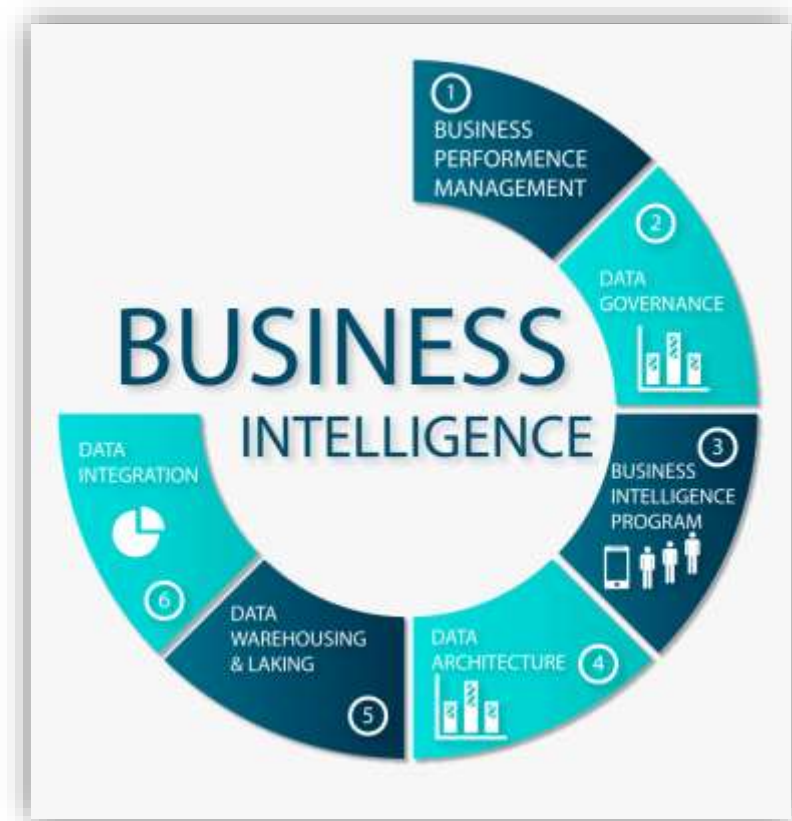 1
BUSINESS
PERFORMENCE
MANAGEMENT
2
DATA
GOVERNANCE
3
BUSINESS
INTELLIGENCE
PROGRAM
DATA
ARCHITECTURE 4
DATA
WAREHOUSING
& LAKING
5
DATA
INTEGRATION
6
BUSINESS
INTELLIGENCE